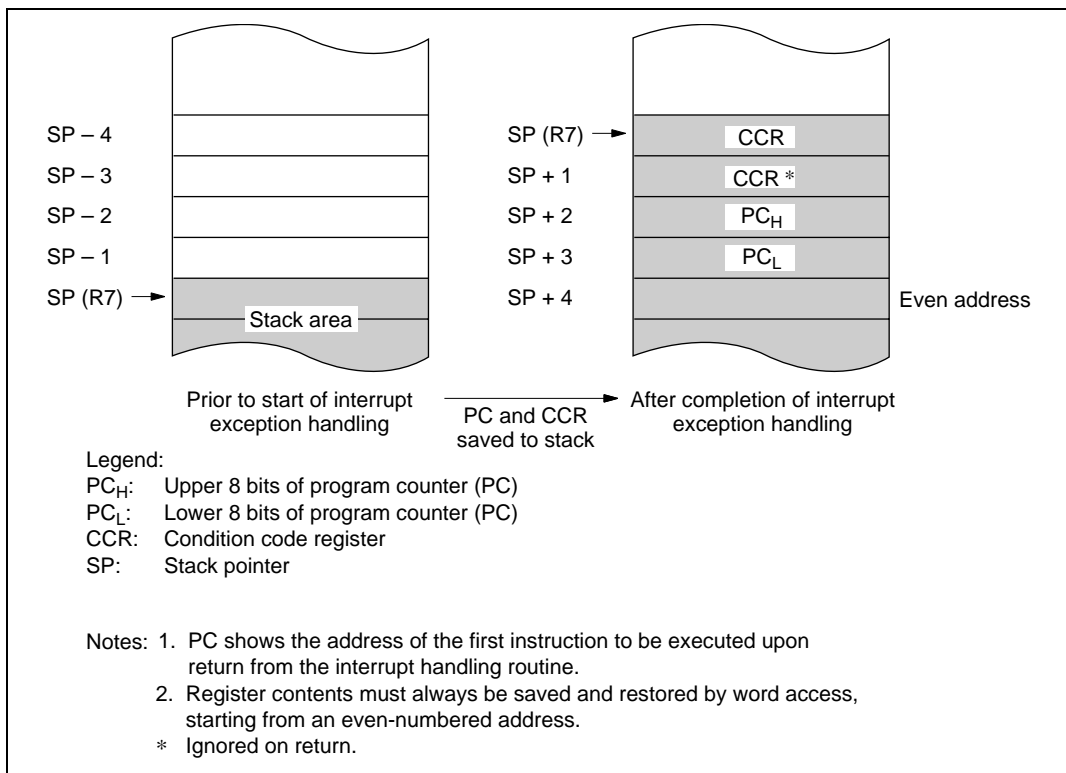 SP – 4
SP – 3
SP – 2
SP – 1
SP (R7)
Stack area
SP (R7)
SP + 1
SP + 2
SP + 3
SP + 4
CCR
CCR *
PCH
PCL
Even address
Prior to start of interrupt
exception handling
PC and CCR
saved to stack
After completion of interrupt
exception handling
Legend:
PCH: Upper 8 bits of program counter (PC)
PCL: Lower 8 bits of program counter (PC)
CCR: Condition code register
SP: Stack pointer
Notes: 1. PC shows the address of the first instruction to be executed upon
return from the interrupt handling routine.
2. Register contents must always be saved and restored by word access,
starting from an even-numbered address.
* Ignored on return.